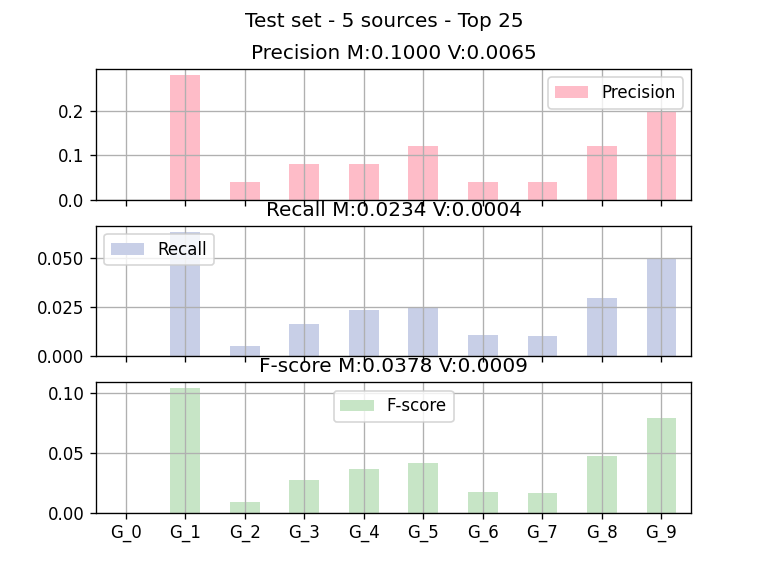 Test set - 5 sources - Top 25
Precision M:0.1000 V:0.0065
0.2
0.1
0.0
Precision
Recall M:0.0234 V:0.0004
0.050
0.025
0.000
Recall
F-score M:0.0378 V:0.0009
0.10
0.05
0.00
F-score
G_0 G_1 G_2 G_3 G_4 G_5 G_6 G_7 G_8 G_9